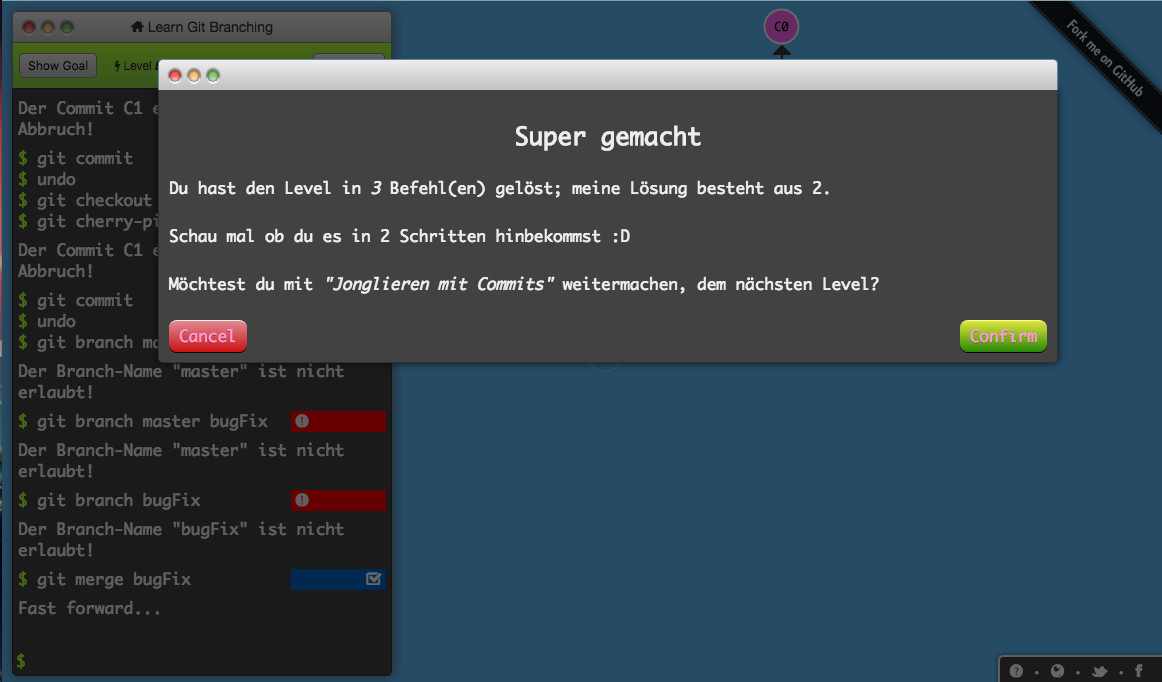 Learn Git Branching
C0
Fork me on GitHub
Show Goal
Level
Super gemacht
Du hast den Level in 3 Befehl(en) gelöst; meine Lösung besteht aus 2.
Schau mal ob du es in 2 Schritten hinbekommst :D
Möchtest du mit "Jonglieren mit Commits" weitermachen, dem nächsten Level?
Cancel
Confirm
Der Commit C1
Abbruch!
$ git commit
$ undo
$ git checkout
$ git cherry-pi
Der Commit C1
Abbruch!
$ git commit
$ undo
$ git branch ma
Der Branch-Name "master" ist nicht
erlaubt!
$ git branch master bugFix
Der Branch-Name "master" ist nicht
erlaubt!
$ git branch bugFix
Der Branch-Name "bugFix" ist nicht
erlaubt!
$ git merge bugFix
Fast forward...
$